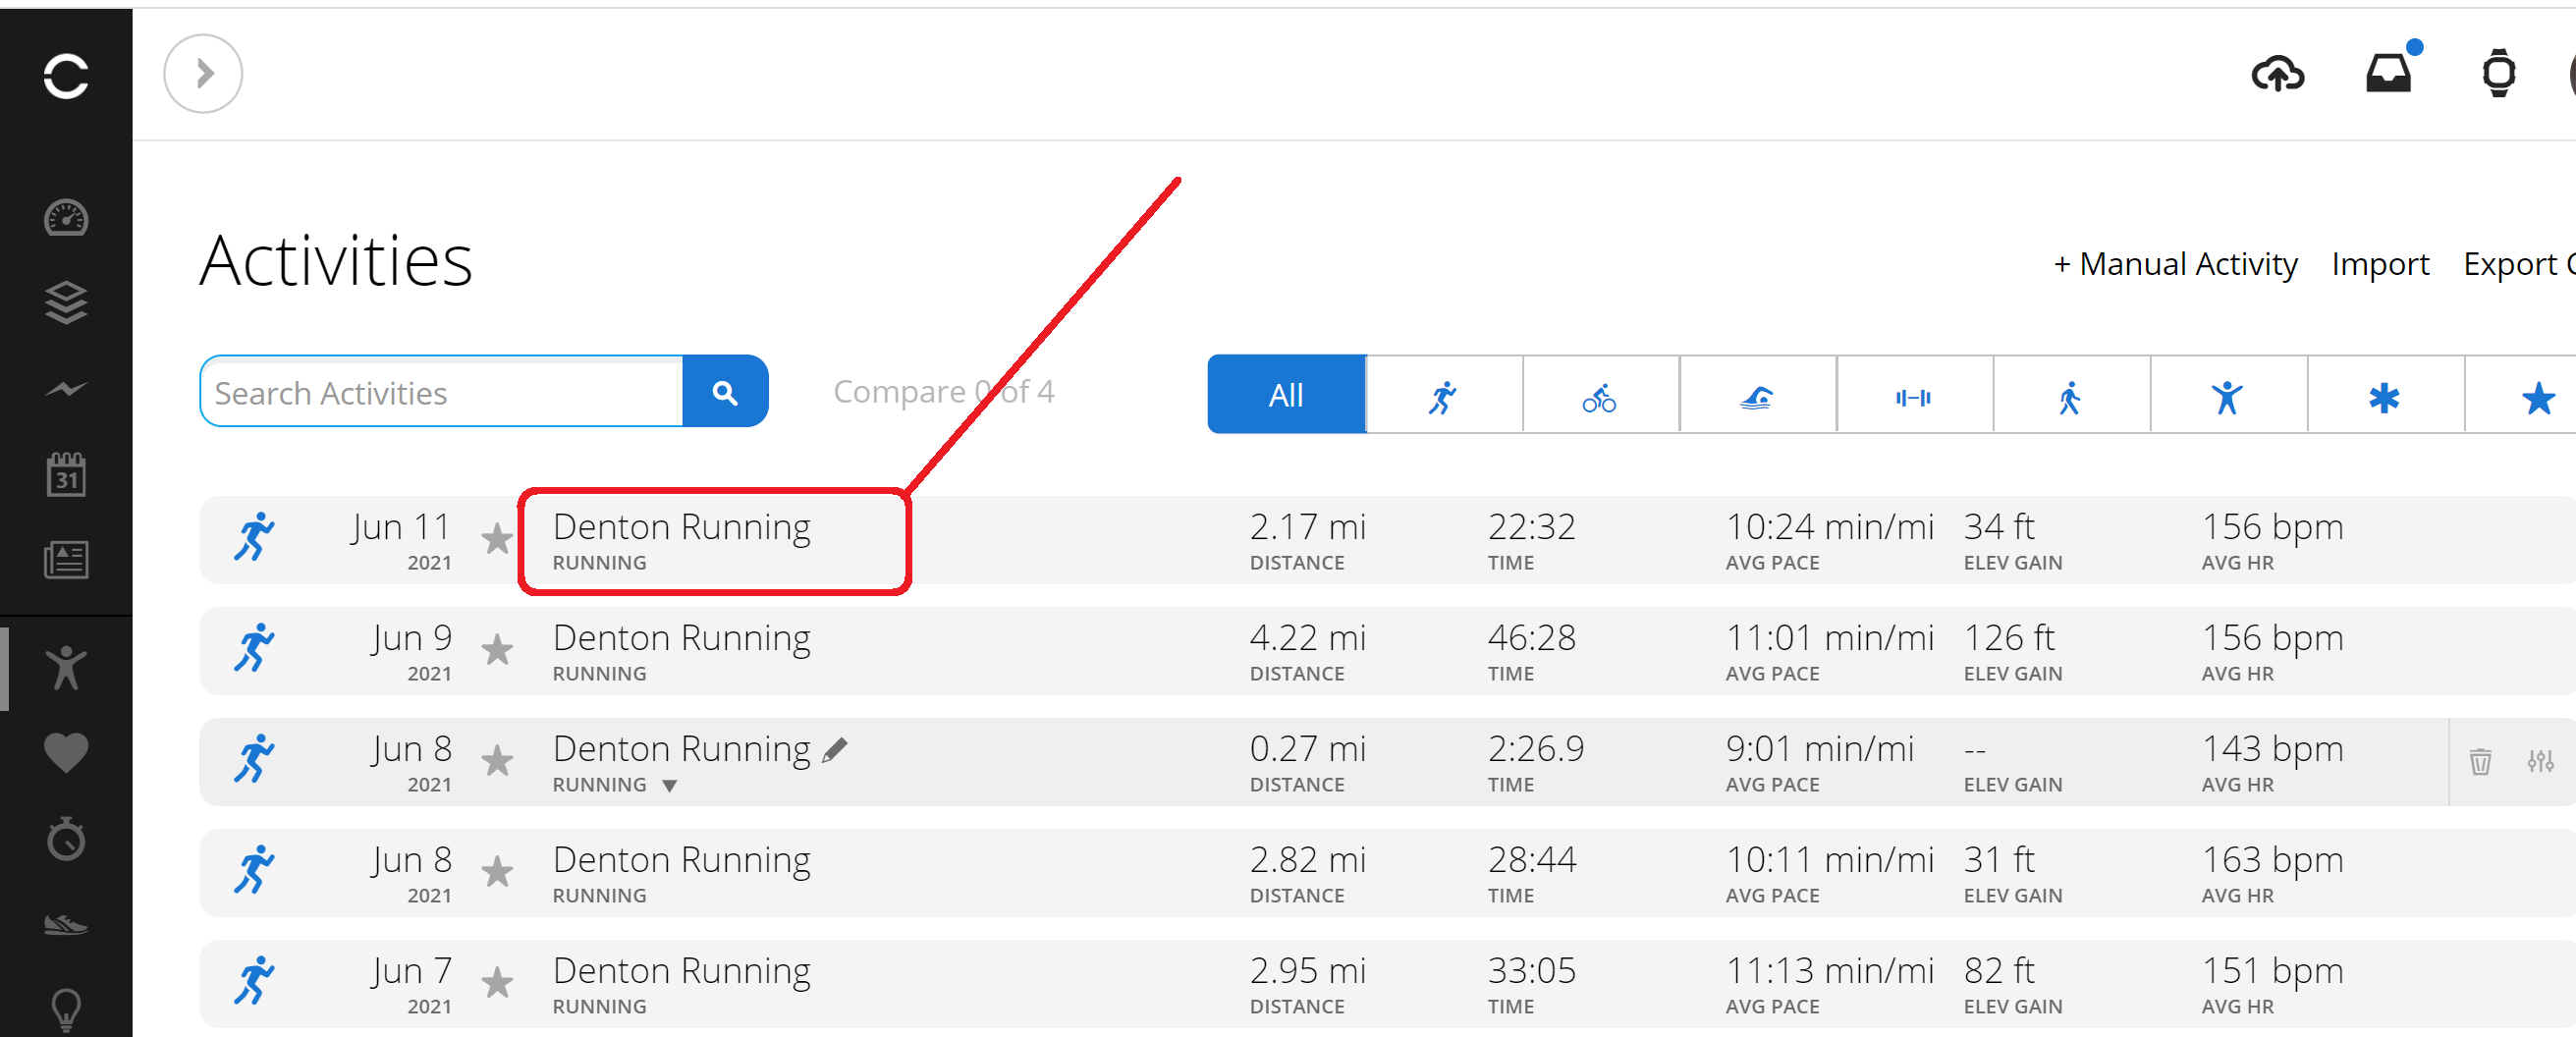 Activities
+ Manual Activity Import Export
Search Activities
Compare 0 of 4
All
31
Jun 11 Denton Running 2.17 mi 22:32 10:24 min/mi 34 ft 156 bpm
2021 RUNNING DISTANCE TIME AVG PACE ELEV GAIN AVG HR
Jun 9 Denton Running 4.22 mi 46:28 11:01 min/mi 126 ft 156 bpm
2021 RUNNING DISTANCE TIME AVG PACE ELEV GAIN AVG HR
Jun 8 Denton Running 0.27 mi 2:26.9 9:01 min/mi -- 143 bpm
2021 RUNNING DISTANCE TIME AVG PACE ELEV GAIN AVG HR
Jun 8 Denton Running 2.82 mi 28:44 10:11 min/mi 31 ft 163 bpm
2021 RUNNING DISTANCE TIME AVG PACE ELEV GAIN AVG HR
Jun 7 Denton Running 2.95 mi 33:05 11:13 min/mi 82 ft 151 bpm
2021 RUNNING DISTANCE TIME AVG PACE ELEV GAIN AVG HR